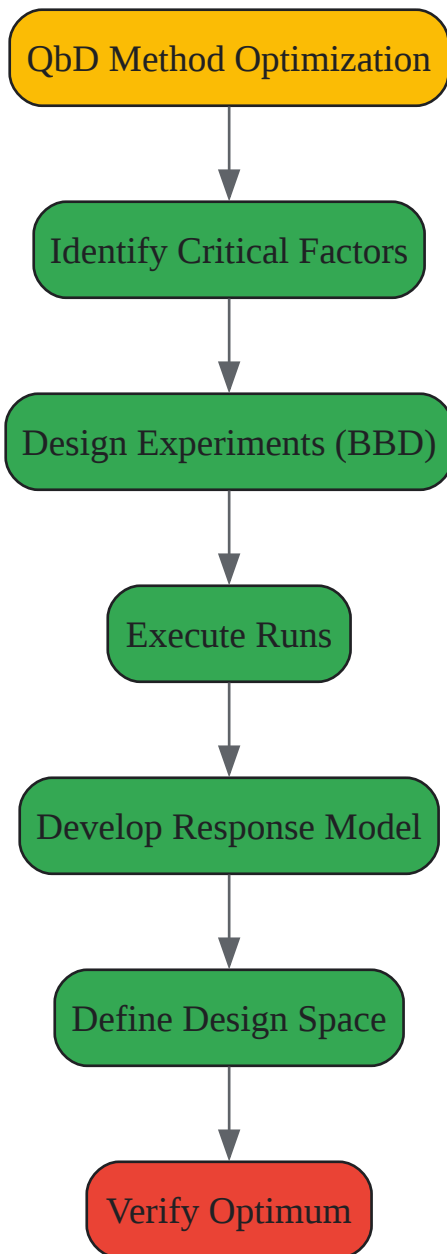 QbD Method Optimization
Identify Critical Factors
Design Experiments (BBD)
Execute Runs
Develop Response Model
Define Design Space
Verify Optimum